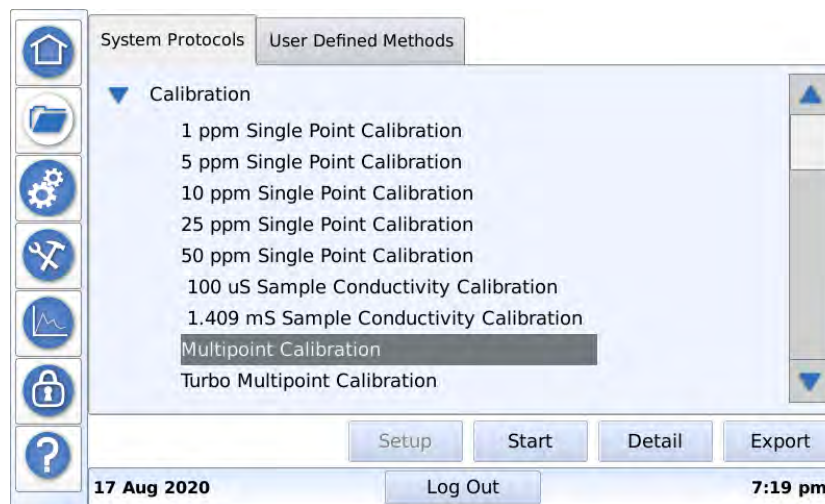 System Protocols
User Defined Methods
Calibration
1 ppm Single Point Calibration
5 ppm Single Point Calibration
10 ppm Single Point Calibration
25 ppm Single Point Calibration
50 ppm Single Point Calibration
100 uS Sample Conductivity Calibration
1.409 mS Sample Conductivity Calibration
Multipoint Calibration
Turbo Multipoint Calibration
Setup
Start
Detail
Export
?
17 Aug 2020
Log Out
7:19 pm